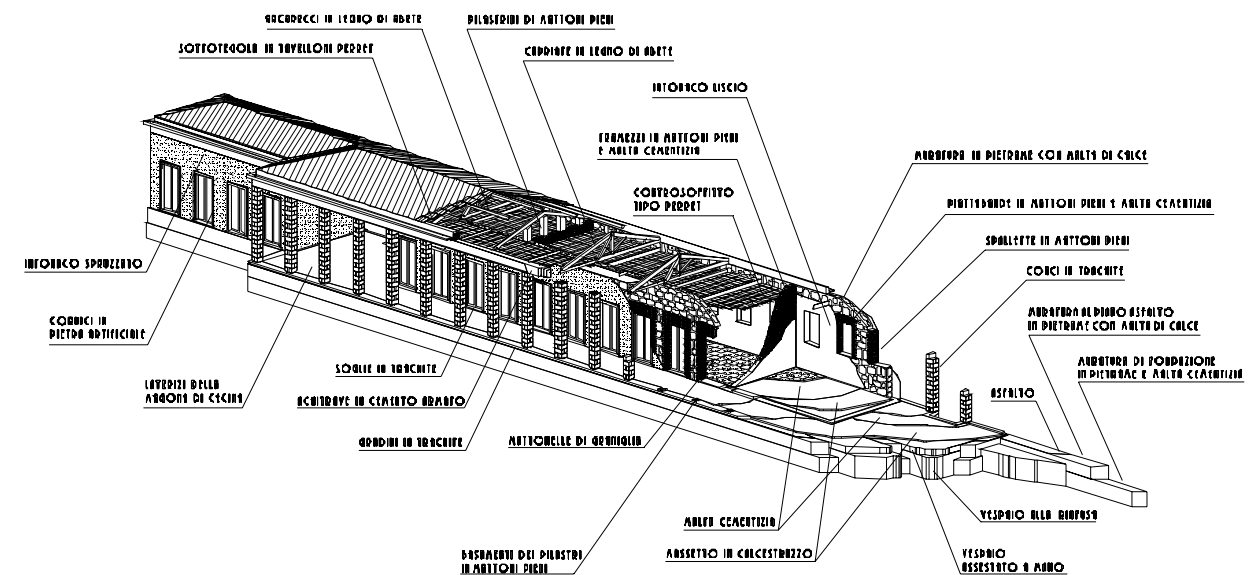 ARCARECCI IN LEGNO DI ABETE
PILASTRINI DI MATTONI PIENI
SOTTOTEGOLA IN TAVELLONI PERRET
CAPRIATE IN LEGNO DI ABETE
INTONACO LISCIO
TRAMEZZI IN MATTONI PIENI
E MALTA CEMENTIZIA
MURATURA IN PIETRAME CON MALTA DI CALCE
CONTROSOFFITTO
TIPO PERRET
PIATTABANDE IN MATTONI PIENI E MALTA CEMENTIZIA
SPALLETTE IN MATTONI PIENI
INTONACO SPRUZZATO
CONCI IN TRACHITE
CORNICI IN
PIETRA ARTIFICIALE
MURATURA AL PIANO ASFALTO
IN PIETRAME CON MALTA DI CALCE
SOGLIE IN TRACHITE
MURATURA DI FONDAZIONE
IN PIETRAME E MALTA CEMENTIZIA
LATERIZI DELLA
MAGONA DI CECINA
ARCHITRAVE IN CEMENTO ARMATO
ASFALTO
GRADINI IN TRACHITE
MATTONELLE DI GRANIGLIA
MALTA CEMENTIZIA
VESPAIO ALLA RINFUSA
BASAMENTI DEI PILASTRI
IN MATTONI PIENI
MASSETTO IN CALCESTRUZZO
VESPAIO
ASSESTATO A MANO